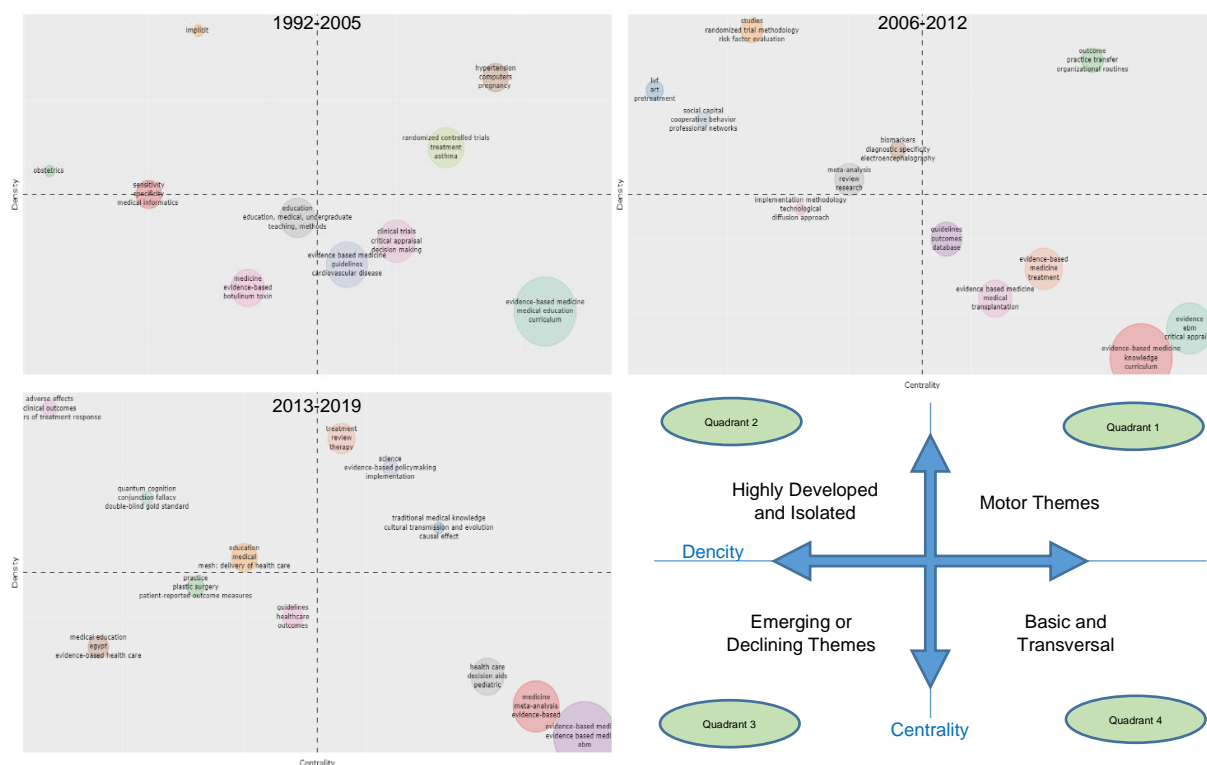 1992-2005
implicit
hypertension
computers
pregnancy
randomized controlled trials
treatment
asthma
obstetrics
sensitivity
specificity
medical informatics
education
education, medical, undergraduate
teaching, methods
clinical trials
critical appraisal
decision making
evidence based medicine
guidelines
cardiovascular disease
medicine
evidence-based
botulinum toxin
evidence-based medicine
medical education
curriculum
Density
2006-2012
studies
randomized trial methodology
risk factor evaluation
outcome
practice transfer
organizational routines
ivf
art
pretreatment
social capital
cooperative behavior
professional networks
biomarkers
diagnostic specificity
electroencephalography
meta-analysis
review
research
implementation methodology
technological
diffusion approach
guidelines
outcomes
database
evidence-based
medicine
treatment
evidence based medicine
medical
transplantation
evidence
ebm
critical apprai
evidence-based medicine
knowledge
curriculum
Density
Centrality
2013-2019
adverse effects
clinical outcomes
rs of treatment response
treatment
review
therapy
science
evidence-based policymaking
implementation
quantum cognition
conjunction fallacy
double-blind gold standard
traditional medical knowledge
cultural transmission and evolution
causal effect
education
medical
mesh: delivery of health care
practice
plastic surgery
patient-reported outcome measures
guidelines
healthcare
outcomes
medical education
egypt
evidence-based health care
health care
decision aids
pediatric
medicine
meta-analysis
evidence-based
evidence-based medi
evidence based medi
ebm
Density
Centrality
Quadrant 2
Quadrant 1
Highly Developed
and Isolated
Motor Themes
Dencity
Emerging or
Declining Themes
Basic and
Transversal
Quadrant 3
Centrality
Quadrant 4